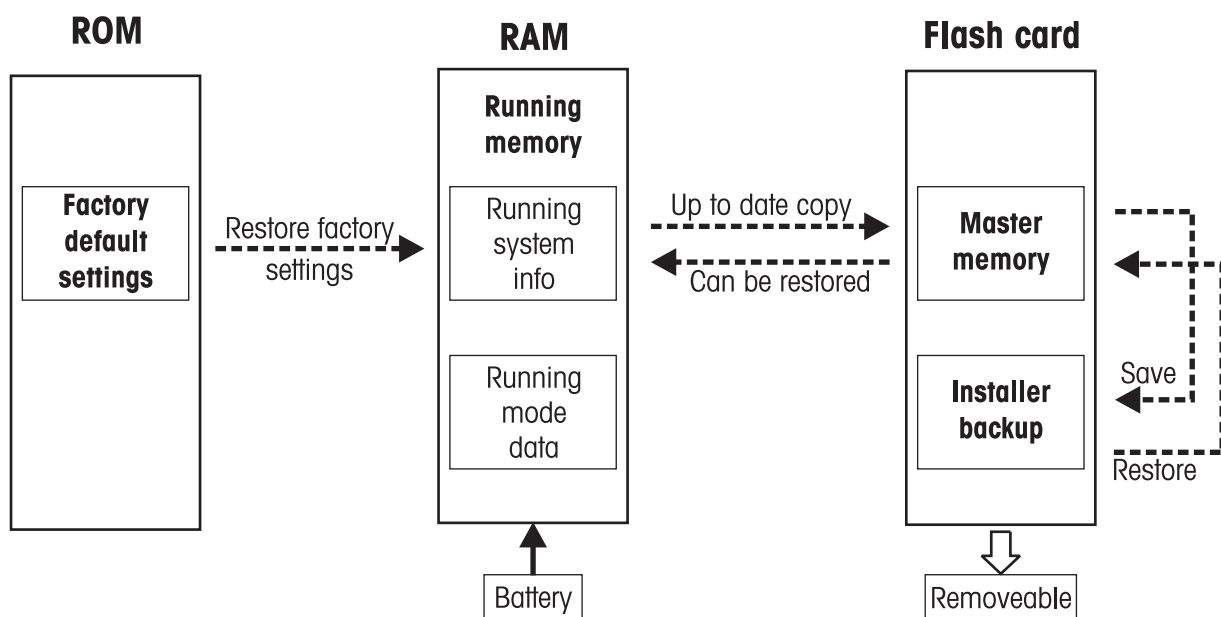 ROM
Factory
default
settings
Restore factory
settings
RAM
Running
memory
Running
system
info
Running
mode
data
Battery
Up to date copy
Can be restored
Flash card
Master
memory
Installer
backup
Save
Restore
Removeable